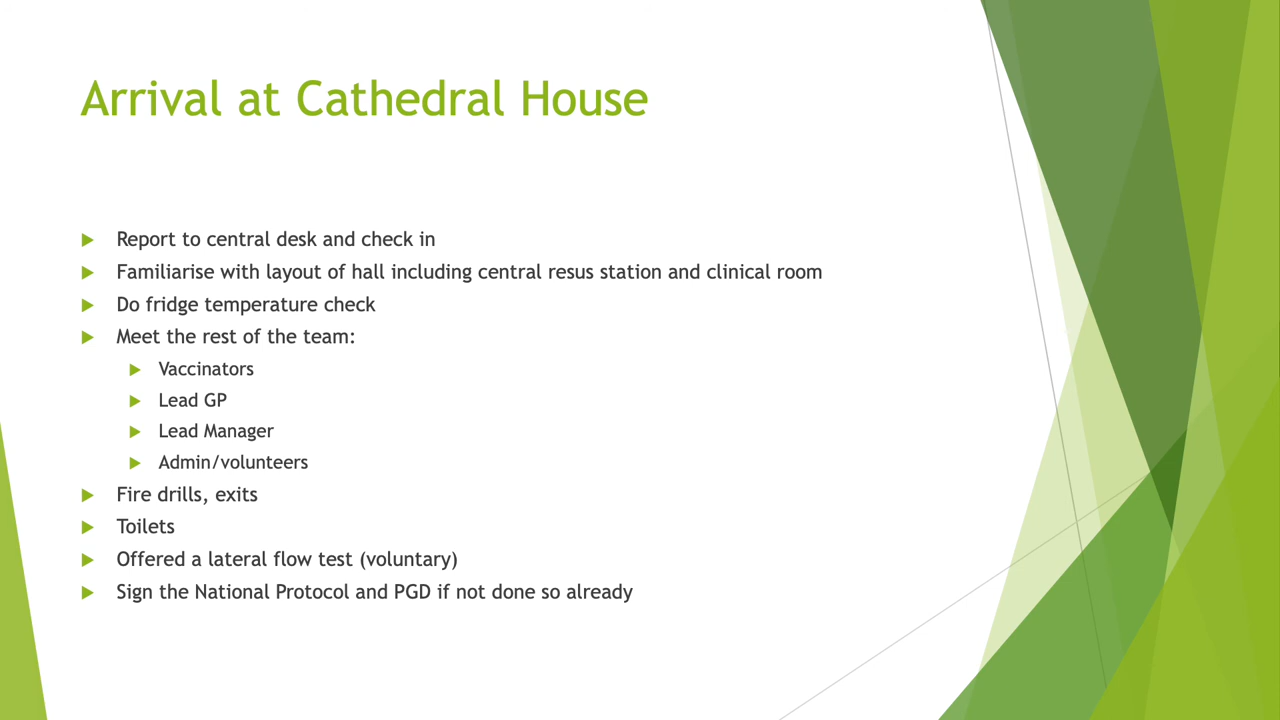 Arrival at Cathedral House
Report to central desk and check in
Familiarise with layout of hall including central resus station and clinical room
Do fridge temperature check
Meet the rest of the team:
Vaccinators
Lead GP
Lead Manager
Admin/volunteers
Fire drills, exits
Toilets
Offered a lateral flow test (voluntary)
Sign the National Protocol and PGD if not done so already